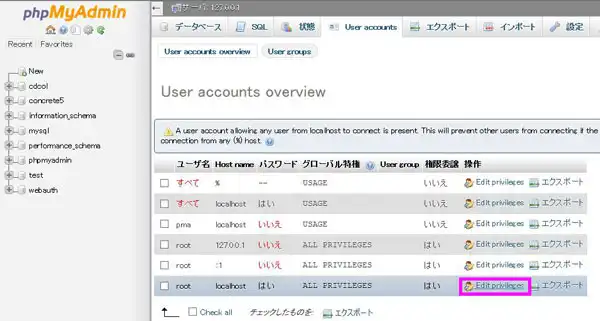 phpMyAdmin
Recent Favorites
New
cdcol
concrete5
information_schema
mysql
performance_schema
phpmyadmin
test
webauth
サーバ: 127.0.0.1
データベース SQL 状態 User accounts エクスポート インポート 設定
User accounts overview User groups
User accounts overview
A user account allowing any user from localhost to connect is present. This will prevent other users from connecting if the
connection from any (%) host.
ユーザ名 Host name パスワード グローバル特権 User group 権限委譲 操作
すべて % -- USAGE いいえ Edit privileges エクスポート
すべて localhost はい USAGE いいえ Edit privileges エクスポート
pma localhost いいえ USAGE いいえ Edit privileges エクスポート
root 127.0.0.1 いいえ ALL PRIVILEGES はい Edit privileges エクスポート
root ::1 いいえ ALL PRIVILEGES はい Edit privileges エクスポート
root localhost はい ALL PRIVILEGES はい Edit privileges エクスポート
Check all チェックしたものを: エクスポート